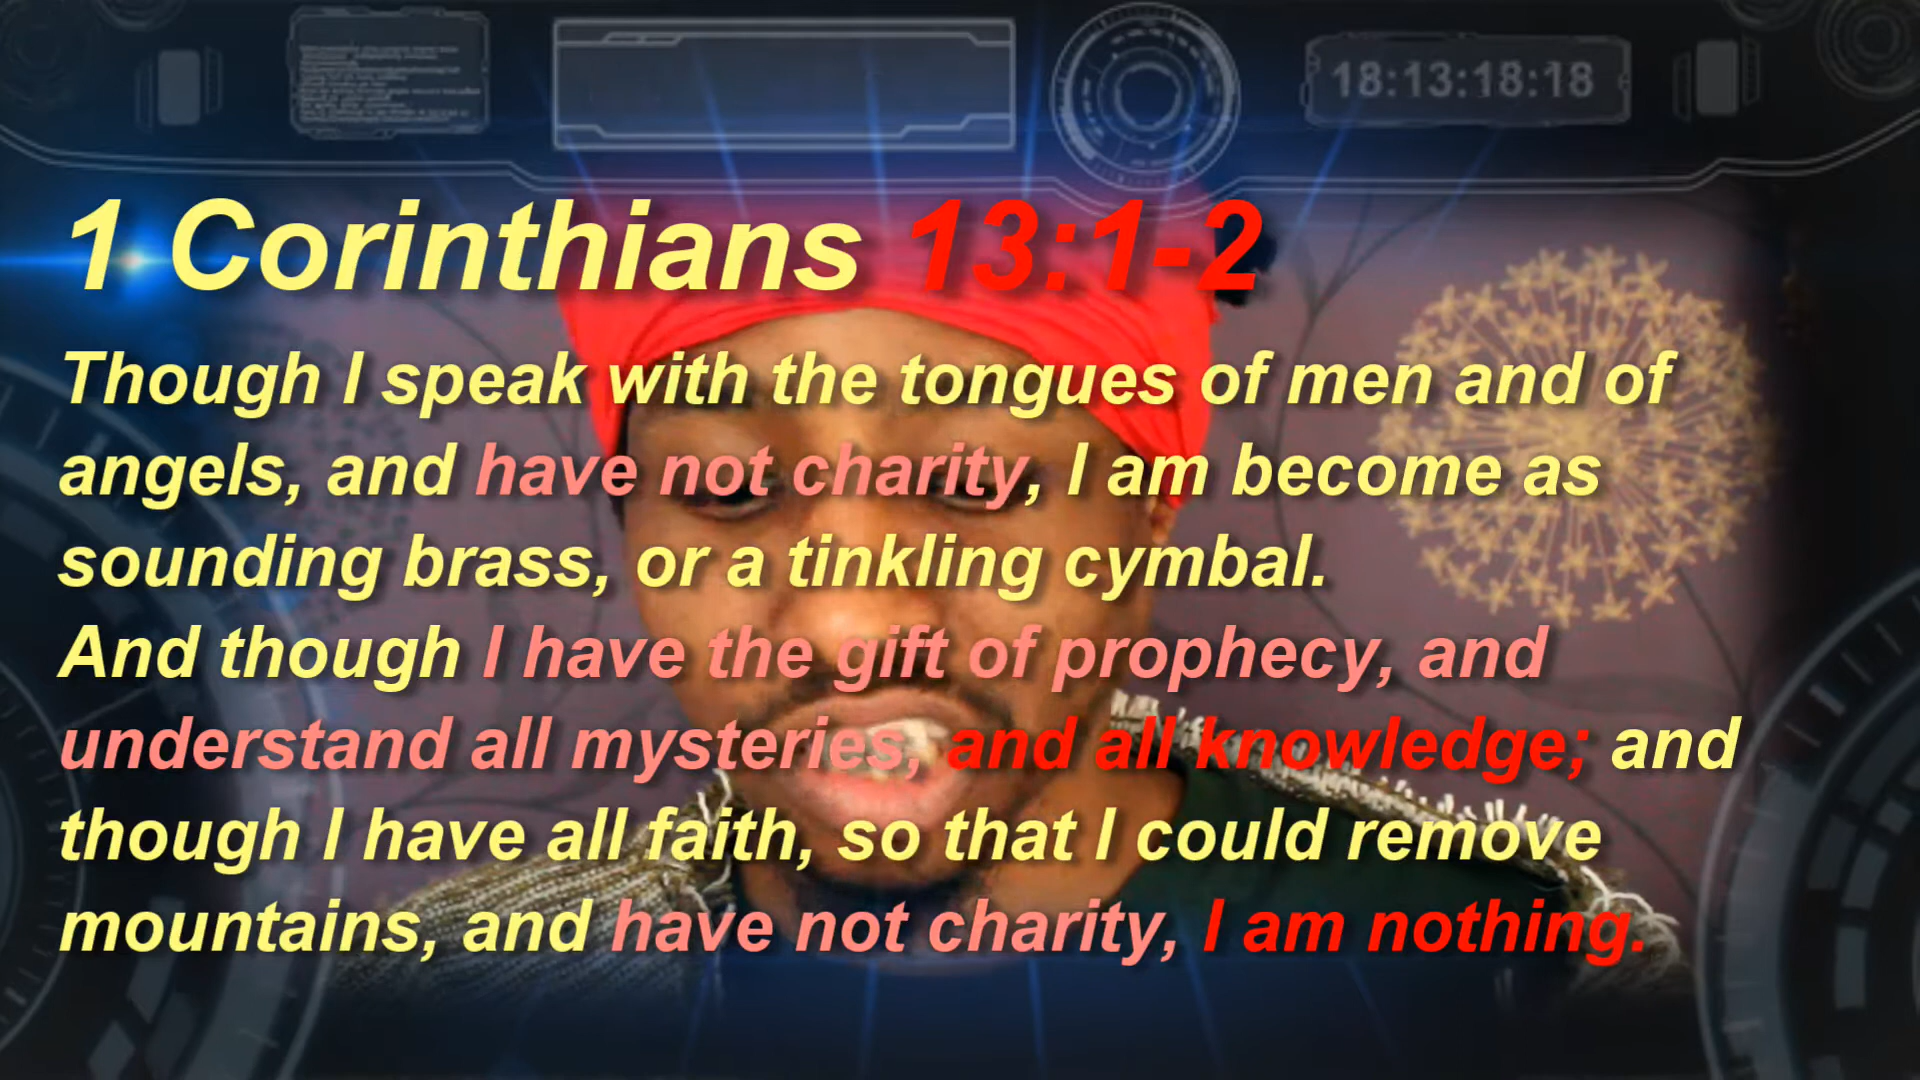 18:13:18:18
1 Corinthians 13:1-2
Though I speak with the tongues of men and of
angels, and have not charity, I am become as
sounding brass, or a tinkling cymbal.
And though I have the gift of prophecy, and
understand all mysteries, and all knowledge; and
though I have all faith, so that I could remove
mountains, and have not charity, I am nothing.